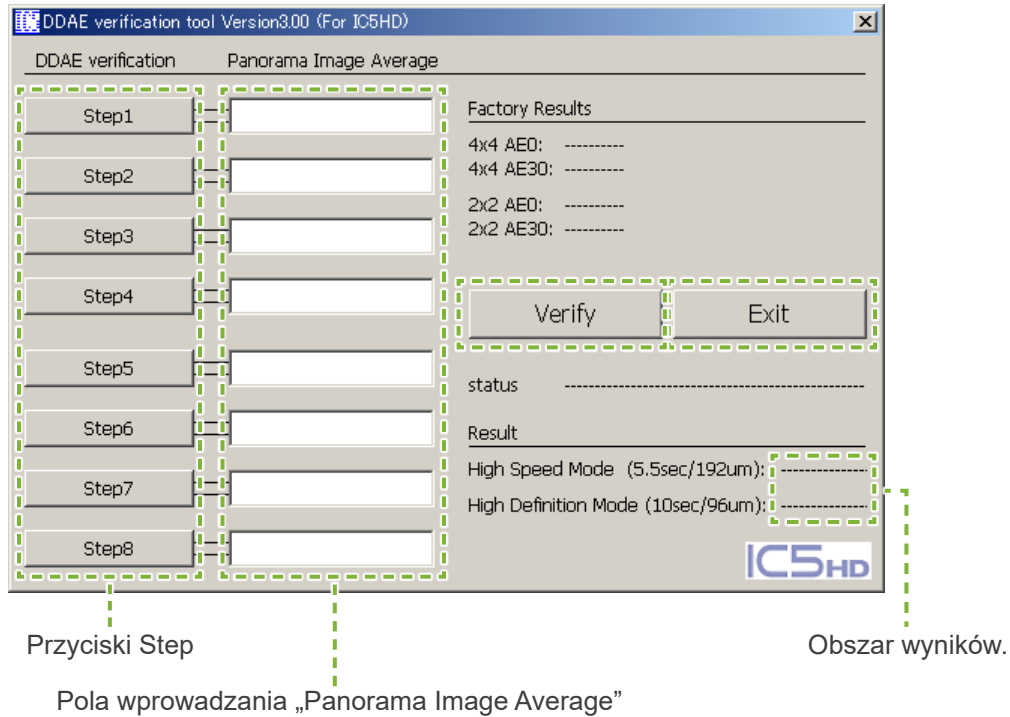 DDAE verification tool Version3.00 (For IC5HD)
DDAE verification Panorama Image Average
Step1
Step2
Step3
Step4
Step5
Step6
Step7
Step8
Factory Results
4x4 AE0: ----------
4x4 AE30: ----------
2x2 AE0: ----------
2x2 AE30: ----------
Verify Exit
status --------------------------------------------------
Result
High Speed Mode (5.5sec/192um): ---------------
High Definition Mode (10sec/96um): ---------------
IC5HD
Przyciski Step
Obszar wyników.
Pola wprowadzania „Panorama Image Average”